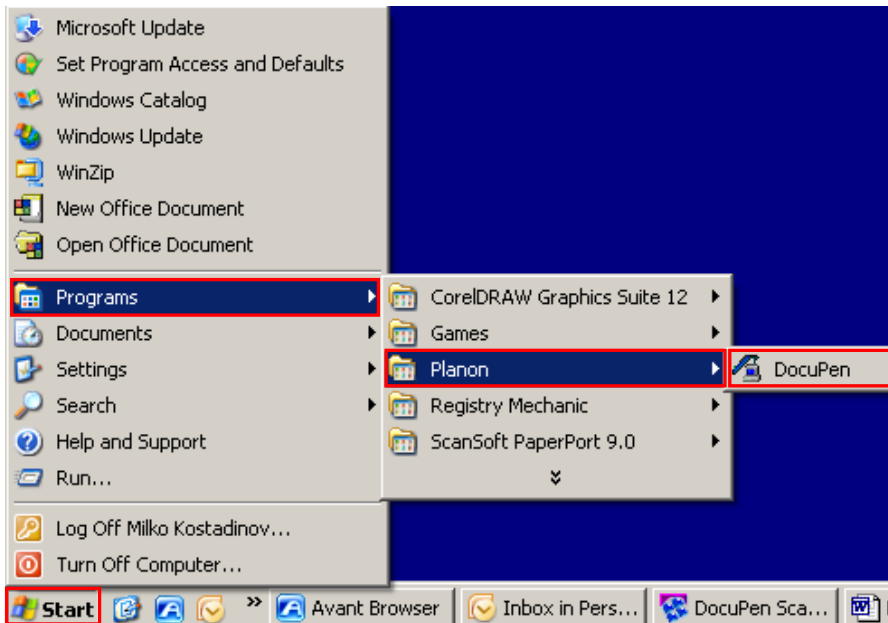 Microsoft Update
Set Program Access and Defaults
Windows Catalog
Windows Update
WinZip
New Office Document
Open Office Document
Programs
Documents
Settings
Search
Help and Support
Run...
Log Off Milko Kostadinov...
Turn Off Computer...
CorelDRAW Graphics Suite 12
Games
Planon
Registry Mechanic
ScanSoft PaperPort 9.0
DocuPen
Start » Avant Browser Inbox in Pers... DocuPen Sca...